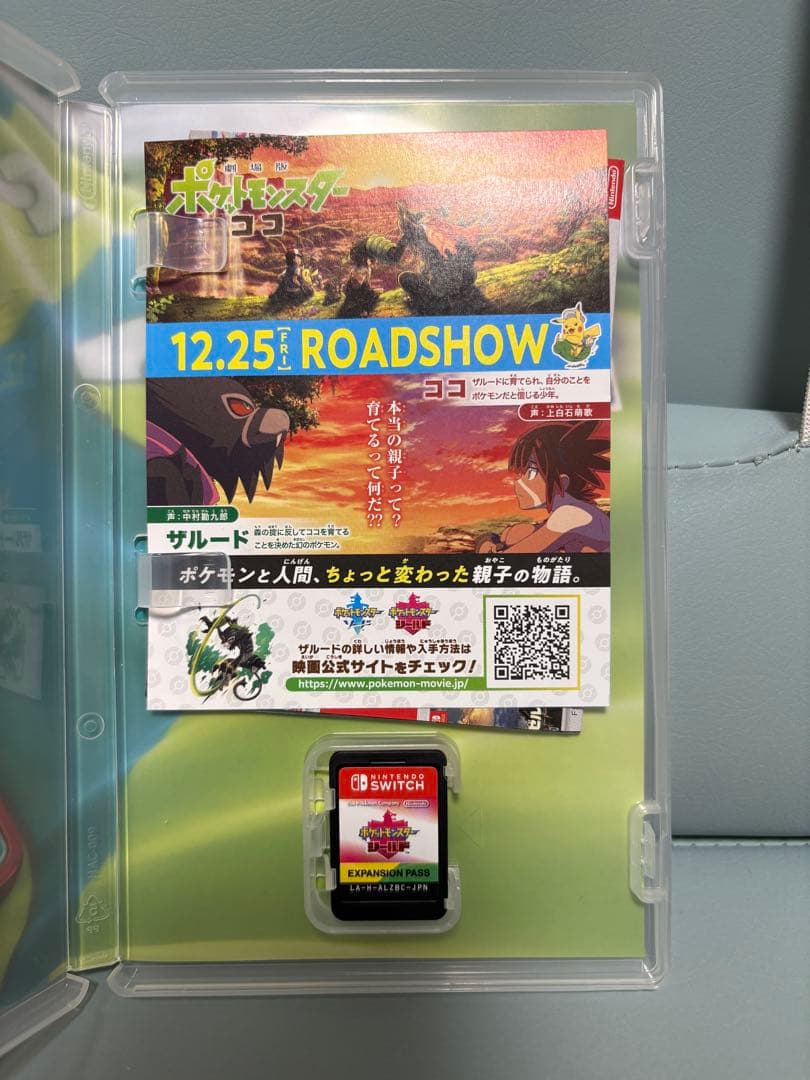 劇場版
ポケットモンスター
ココ
Nintendo
12.25[FRI] ROADSHOW
ココ
ザルードに育てられ、自分のことを
ポケモンだと信じる少年。
声:上白石萌歌
本当の親子って?
育てるって何だ??
声:中村勘九郎
ザルード
森の掟に反してココを育てる
ことを決めた幻のポケモン。
ポケモンと人間、ちょっと変わった親子の物語。
ポケットモンスター
ソード
ポケットモンスター
シールド
ザルードの詳しい情報や入手方法は
映画公式サイトをチェック!
https://www.pokemon-movie.jp/
NINTENDO
SWITCH
The Pokémon Company
Nintendo
ポケットモンスター
シールド
EXPANSION PASS
LA-H-ALZBC-JPN